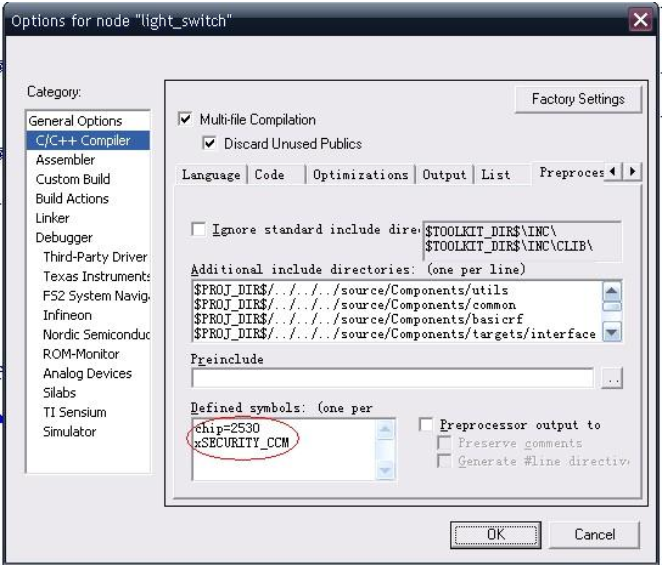 Options for node "light_switch"
Category:
General Options
C/C++ Compiler
Assembler
Custom Build
Build Actions
Linker
Debugger
Third-Party Driver
Texas Instruments
FS2 System Navig
Infineon
Nordic Semiconduc
ROM-Monitor
Analog Devices
Silabs
TI Sensium
Simulator
Factory Settings
Multi-file Compilation
Discard Unused Publics
Language Code Optimizations Output List Preproces
Ignore standard include dire
$TOOLKIT_DIR$\INC\
$TOOLKIT_DIR$\INC\CLIB\
Additional include directories: (one per line)
$PROJ_DIR$/../../../source/Components/utils
$PROJ_DIR$/../../../source/Components/common
$PROJ_DIR$/../../../source/Components/basicrf
$PROJ_DIR$/../../../source/Components/targets/interface
Preinclude
..
Defined symbols: (one per
chip=2530
xSECURITY_CCM
Preprocessor output to
Preserve comments
Generate #line directiv
OK
Cancel